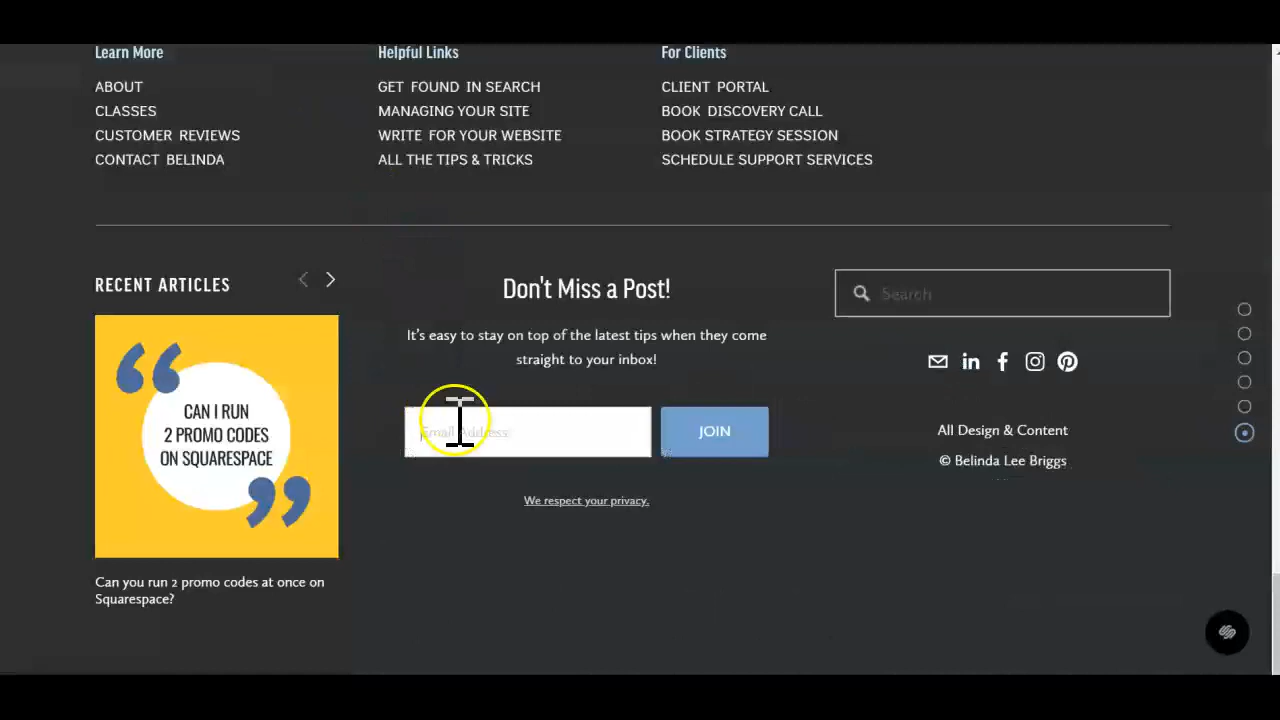 Learn More
ABOUT
CLASSES
CUSTOMER REVIEWS
CONTACT BELINDA
Helpful Links
GET FOUND IN SEARCH
MANAGING YOUR SITE
WRITE FOR YOUR WEBSITE
ALL THE TIPS & TRICKS
For Clients
CLIENT PORTAL
BOOK DISCOVERY CALL
BOOK STRATEGY SESSION
SCHEDULE SUPPORT SERVICES
RECENT ARTICLES
CAN I RUN
2 PROMO CODES
ON SQUARESPACE
Can you run 2 promo codes at once on
Squarespace?
Don't Miss a Post!
It's easy to stay on top of the latest tips when they come
straight to your inbox!
Email Address
JOIN
We respect your privacy.
Search
All Design & Content
© Belinda Lee Briggs